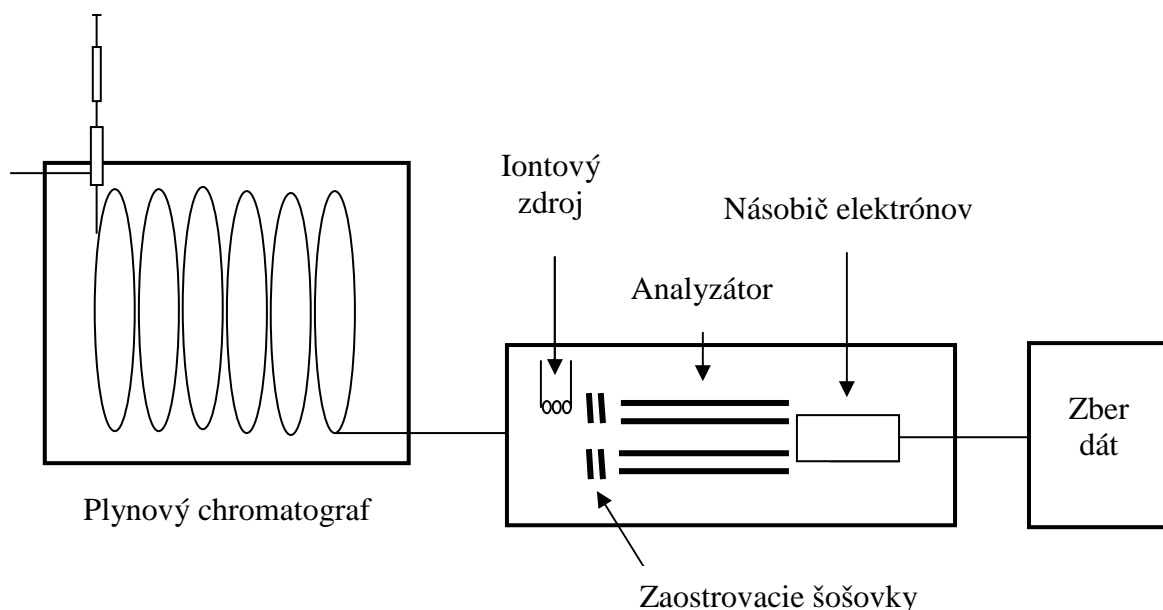 Iontový
zdroj
Násobič elektrónov
Analyzátor
Zber
dát
Plynový chromatograf
Zaostrovacie šošovky